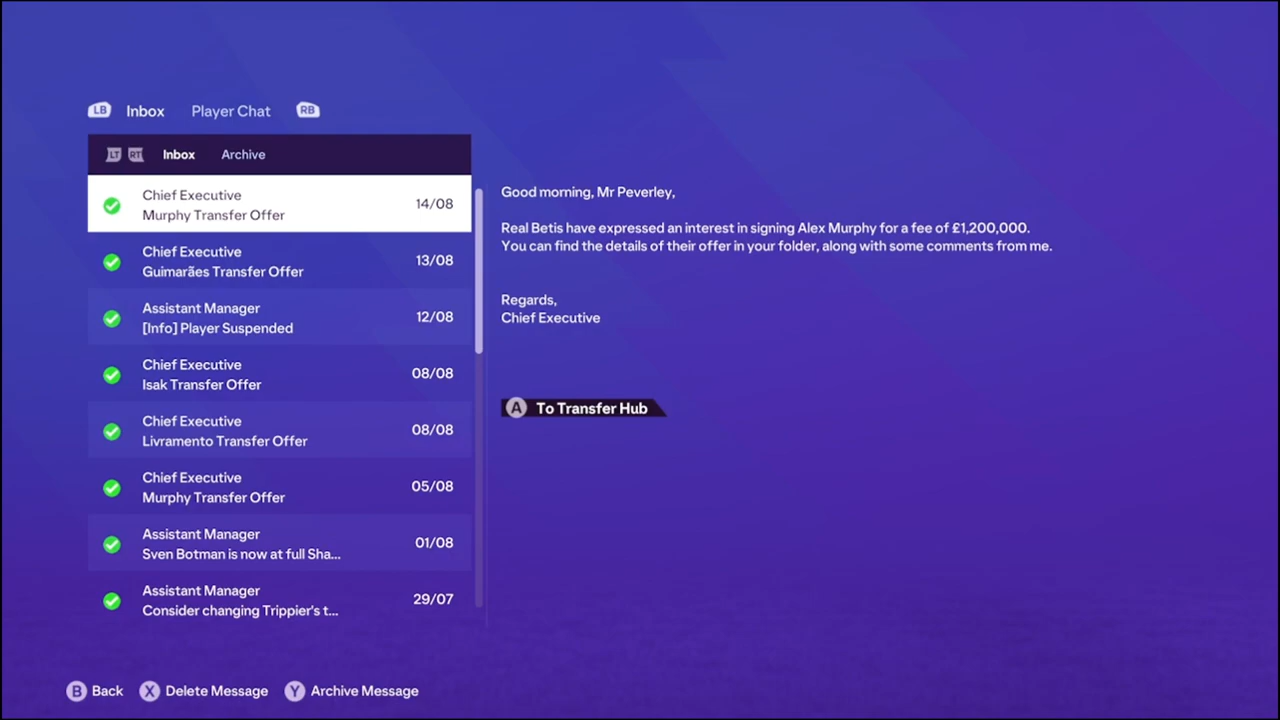 LB Inbox Player Chat RB
LT RT Inbox Archive
Chief Executive
Murphy Transfer Offer
14/08
Chief Executive
Guimarães Transfer Offer
13/08
Assistant Manager
[Info] Player Suspended
12/08
Chief Executive
Isak Transfer Offer
08/08
Chief Executive
Livramento Transfer Offer
08/08
Chief Executive
Murphy Transfer Offer
05/08
Assistant Manager
Sven Botman is now at full Sha...
01/08
Assistant Manager
Consider changing Trippier's t...
29/07
Good morning, Mr Peverley,
Real Betis have expressed an interest in signing Alex Murphy for a fee of £1,200,000.
You can find the details of their offer in your folder, along with some comments from me.
Regards,
Chief Executive
A To Transfer Hub
B Back X Delete Message Y Archive Message